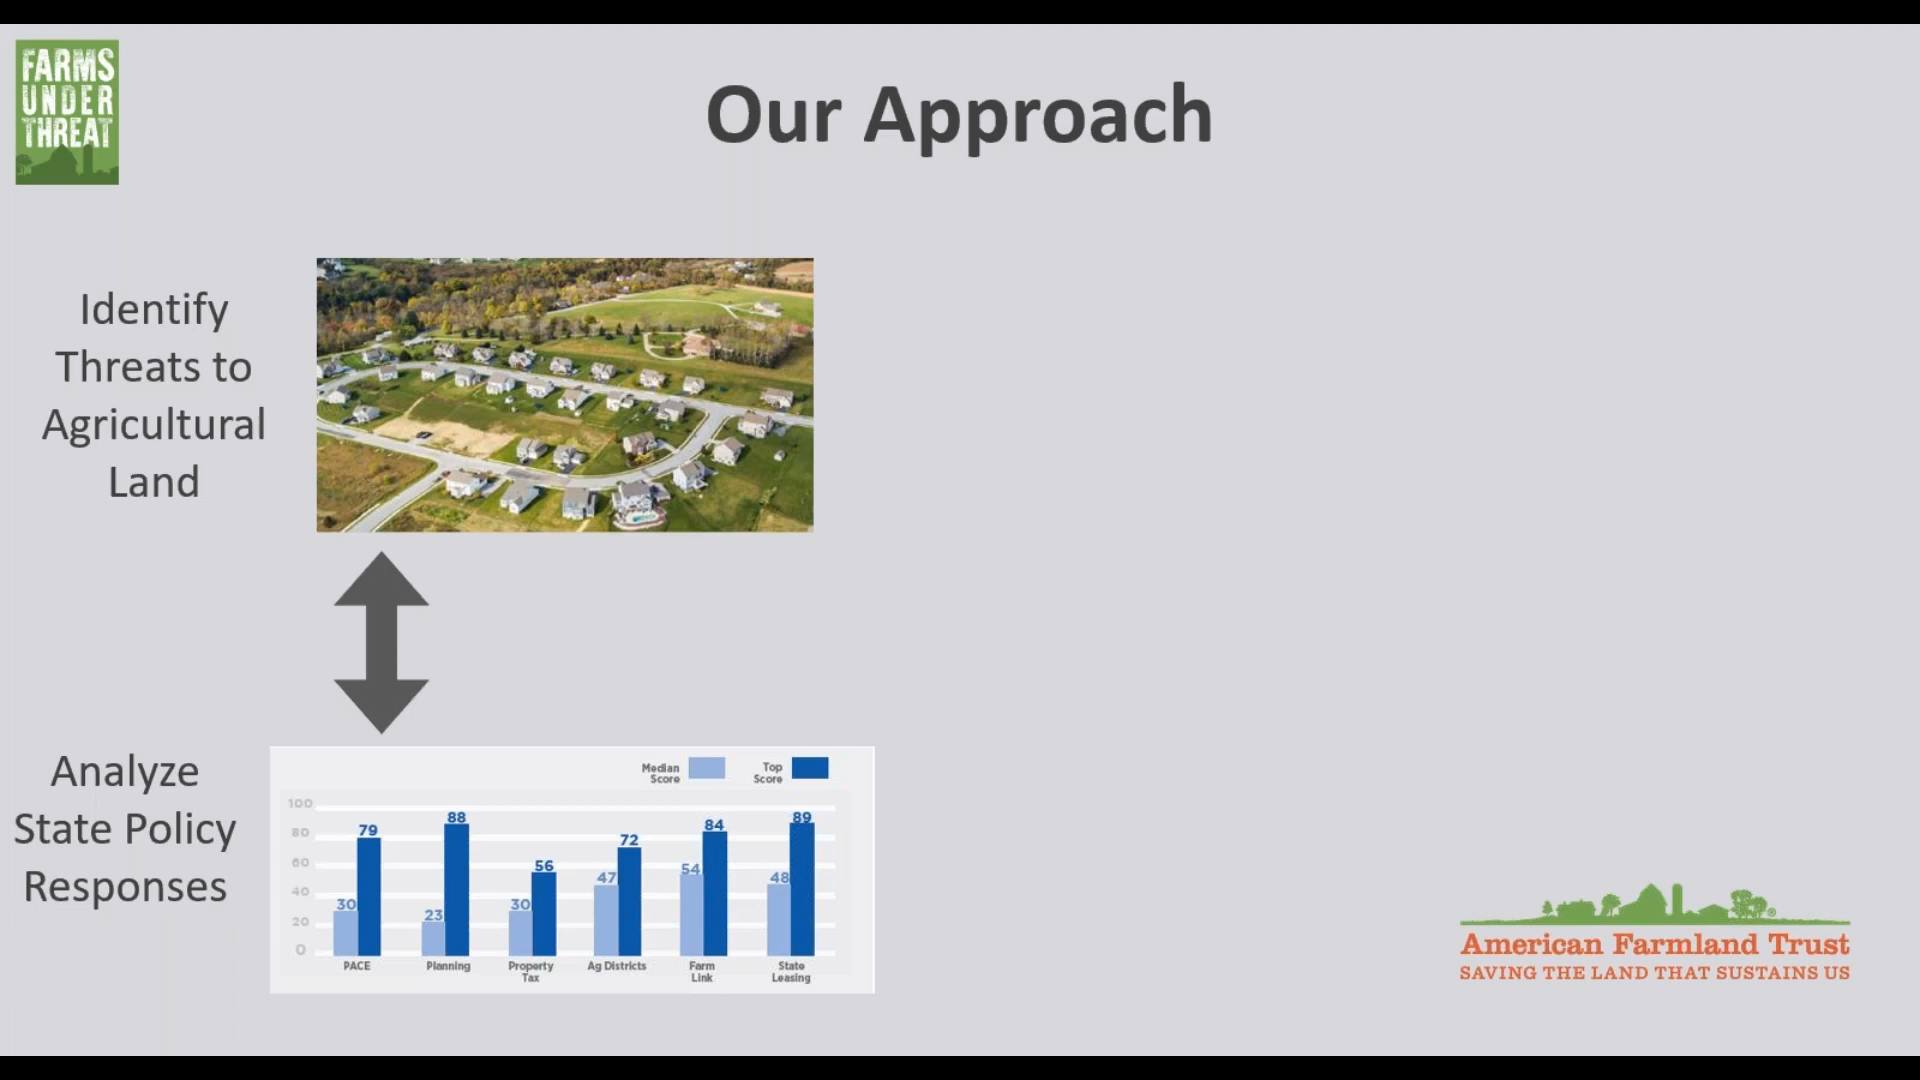 FARMS
UNDER
THREAT
Our Approach
Identify
Threats to
Agricultural
Land
Analyze
State Policy
Responses
Median
Score
Top
Score
100
80
60
40
20
0
30
79
23
88
30
56
47
72
54
84
48
89
PACE
Planning
Property
Tax
Ag Districts
Farm
Link
State
Leasing
American Farmland Trust
SAVING THE LAND THAT SUSTAINS US